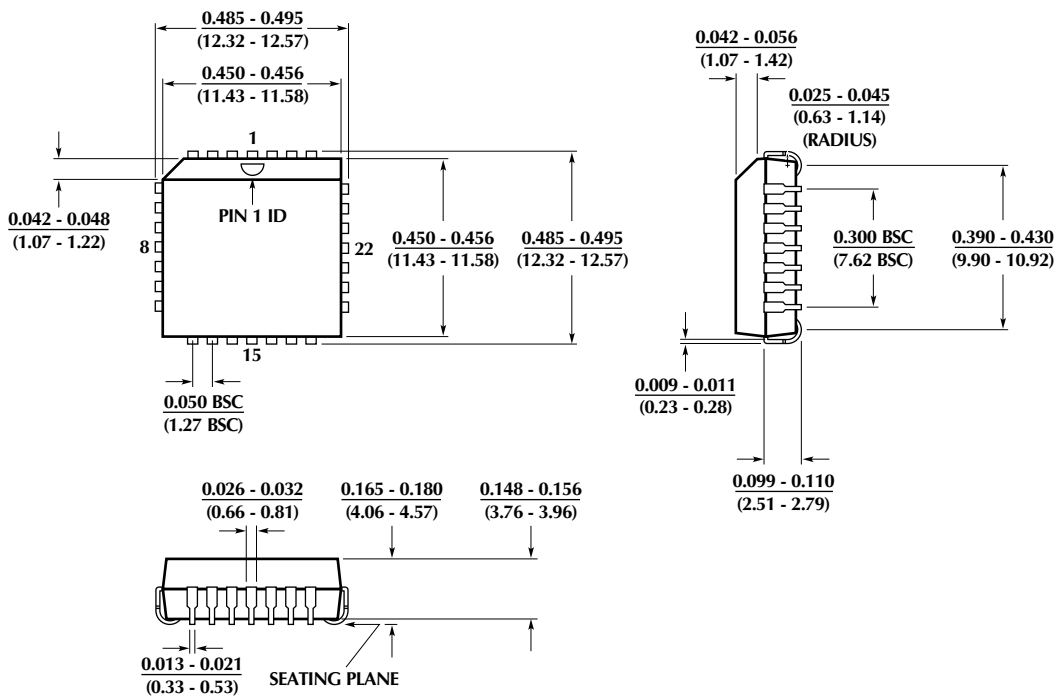 0.485 - 0.495
(12.32 - 12.57)
0.450 - 0.456
(11.43 - 11.58)
1
PIN 1 ID
0.042 - 0.048
(1.07 - 1.22)
8
22
0.450 - 0.456
(11.43 - 11.58)
0.485 - 0.495
(12.32 - 12.57)
15
0.050 BSC
(1.27 BSC)
0.042 - 0.056
(1.07 - 1.42)
0.025 - 0.045
(0.63 - 1.14)
(RADIUS)
0.300 BSC
(7.62 BSC)
0.390 - 0.430
(9.90 - 10.92)
0.009 - 0.011
(0.23 - 0.28)
0.099 - 0.110
(2.51 - 2.79)
0.026 - 0.032
(0.66 - 0.81)
0.165 - 0.180
(4.06 - 4.57)
0.148 - 0.156
(3.76 - 3.96)
0.013 - 0.021
(0.33 - 0.53)
SEATING PLANE